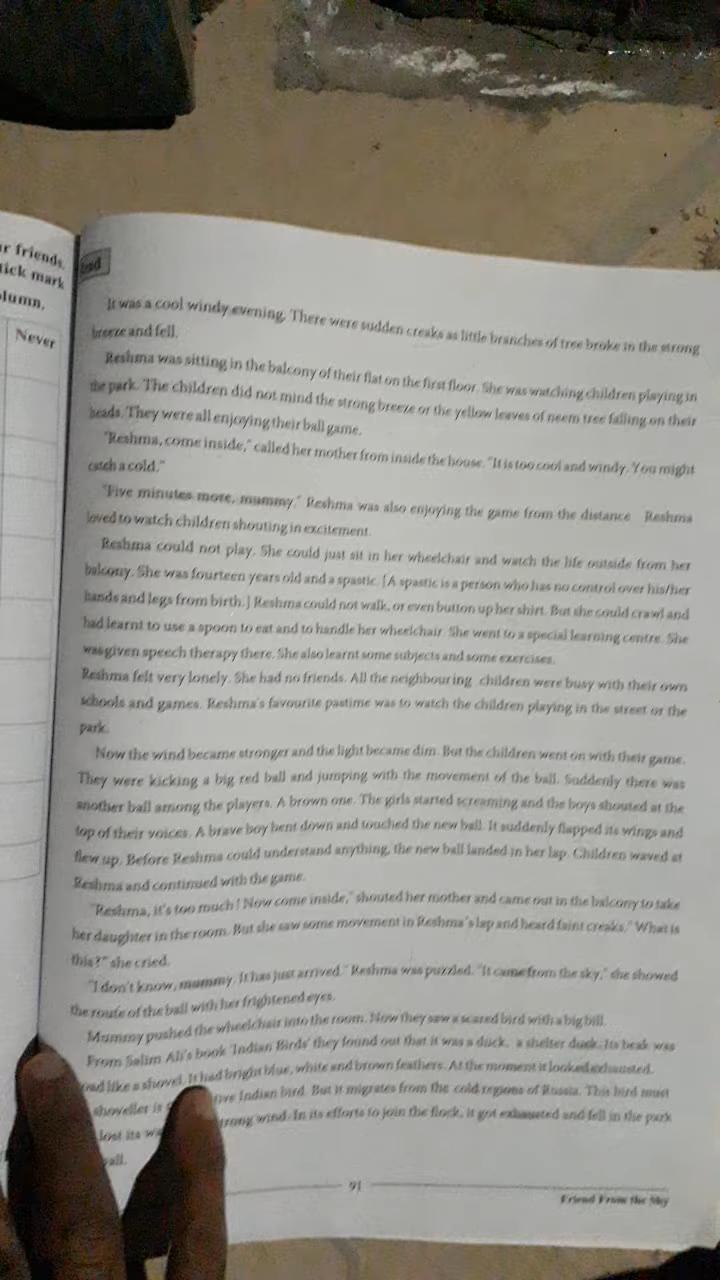 r friends.
tick mark
lumn.
Never
It was a cool windy evening. There were sudden creaks as little branches of tree broke in the strong
breeze and fell.
Reshma was sitting in the balcony of their flat on the first floor. She was watching children playing in
the park. The children did not mind the strong breeze or the yellow leaves of neem tree falling on their
heads. They were all enjoying their ball game.
"Reshma, come inside," called her mother from inside the house. "It is too cool and windy. You might
catch a cold."
"Five minutes more, mummy." Reshma was also enjoying the game from the distance Reshma
loved to watch children shouting in excitement.
Reshma could not play. She could just sit in her wheelchair and watch the life outside from her
balcony. She was fourteen years old and a spastic. [A spastic is a person who has no control over his/her
hands and legs from birth.] Reshma could not walk, or even button up her shirt. But she could crawl and
had learnt to use a spoon to eat and to handle her wheelchair. She went to a special learning centre. She
was given speech therapy there. She also learnt some subjects and some exercises.
Reshma felt very lonely. She had no friends. All the neighbouring children were busy with their own
schools and games. Reshma's favourite pastime was to watch the children playing in the street or the
park.
Now the wind became stronger and the light became dim. But the children went on with their game.
They were kicking a big red ball and jumping with the movement of the ball. Suddenly there was
another ball among the players. A brown one. The girls started screaming and the boys shouted at the
top of their voices. A brave boy bent down and touched the new ball. It suddenly flapped its wings and
flew up. Before Reshma could understand anything, the new ball landed in her lap. Children waved at
Reshma and continued with the game.
"Reshma, it's too much! Now come inside," shouted her mother and came out in the balcony to take
her daughter in the room. But she saw some movement in Reshma's lap and heard faint creaks." What is
this?" she cried.
"I don't know, mummy. It has just arrived." Reshma was puzzled. "It came from the sky," she showed
the route of the ball with her frightened eyes.
Mummy pushed the wheelchair into the room. Now they saw a scared bird with a big bill.
From Salim Ali's book 'Indian Birds' they found out that it was a duck, a shelter duck. Its beak was
oad like a shovel. It had bright blue, white and brown feathers. At the moment it looked exhausted.
shoveller is ive Indian bird. But it migrates from the cold regions of Russia. This bird must
lost its wa trong wind. In its efforts to join the flock, it got exhausted and fell in the park
all.
91
Friend From the Sky